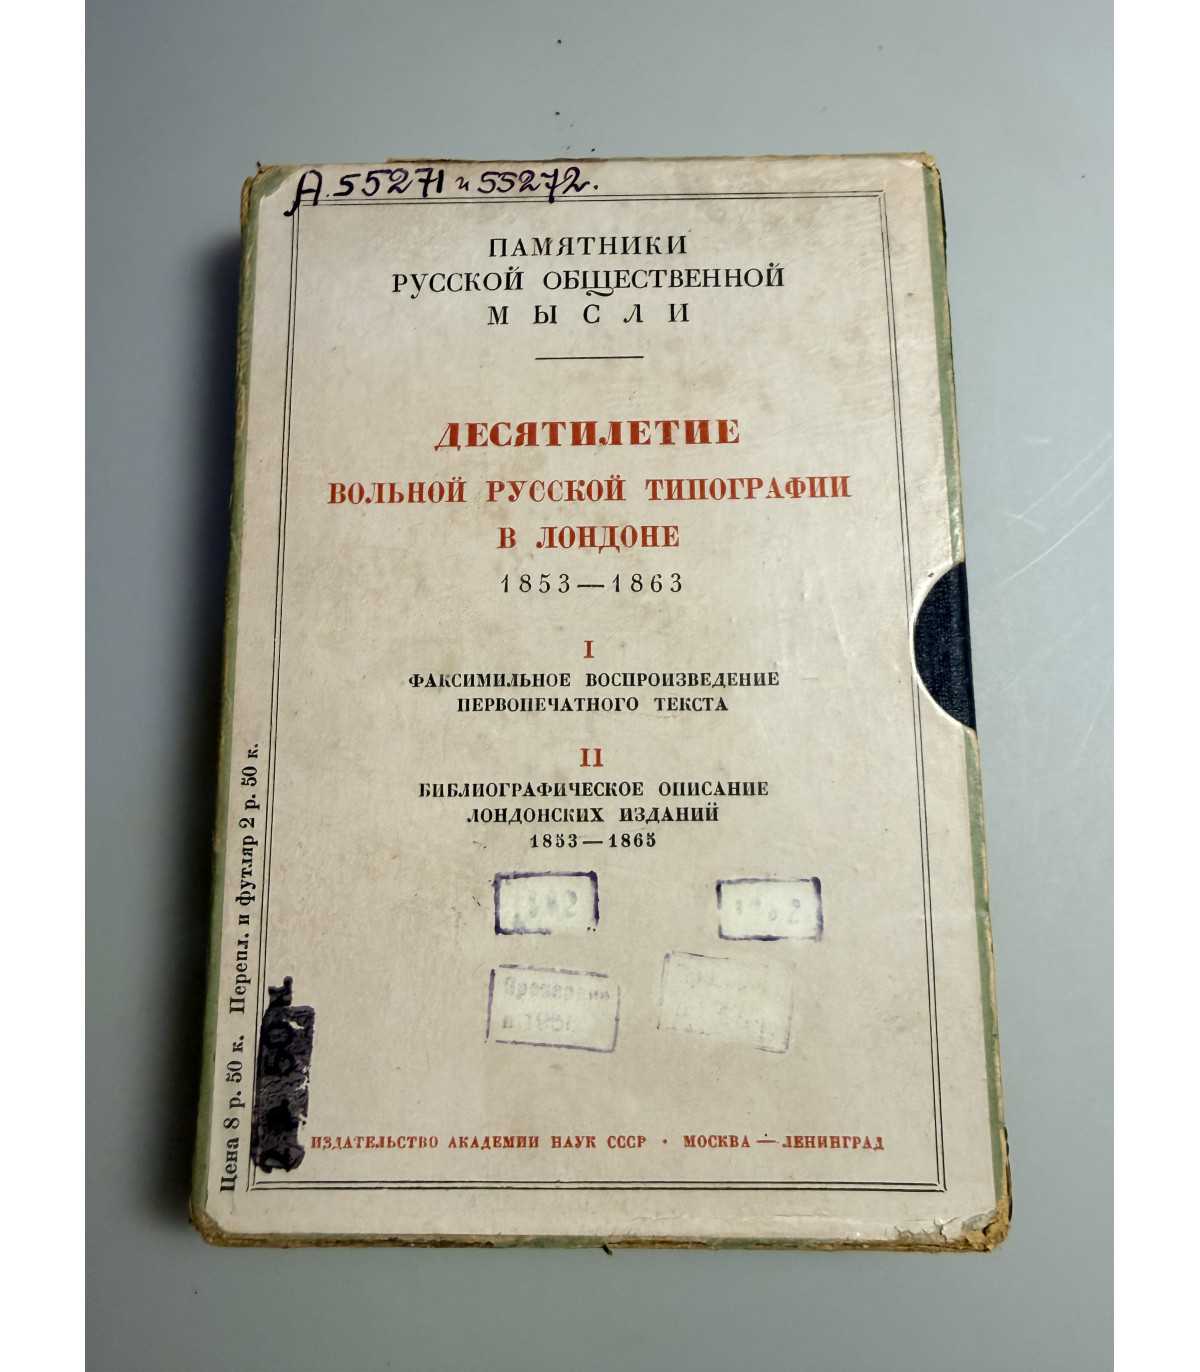 А.55271 и 55272.
ПАМЯТНИКИ
РУССКОЙ ОБЩЕСТВЕННОЙ
МЫСЛИ
ДЕСЯТИЛЕТИЕ
ВОЛЬНОЙ РУССКОЙ ТИПОГРАФИИ
В ЛОНДОНЕ
1853—1863
I
ФАКСИМИЛЬНОЕ ВОСПРОИЗВЕДЕНИЕ
ПЕРВОПЕЧАТНОГО ТЕКСТА
II
БИБЛИОГРАФИЧЕСКОЕ ОПИСАНИЕ
ЛОНДОНСКИХ ИЗДАНИЙ
1853—1865
ИЗДАТЕЛЬСТВО АКАДЕМИИ НАУК СССР · МОСКВА—ЛЕНИНГРАД
Цена 8 р. 50 к. Перепл. и футляр 2 р. 50 к.